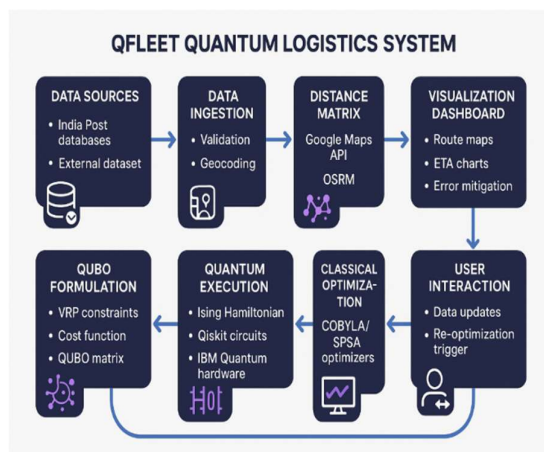 QFLEET QUANTUM LOGISTICS SYSTEM
DATA SOURCES
• India Post
databases
• External dataset
DATA
INGESTION
• Validation
• Geocoding
DISTANCE
MATRIX
Google Maps
API
OSRM
VISUALIZATION
DASHBOARD
• Route maps
• ETA charts
• Error mitigation
QUBO
FORMULATION
• VRP constraints
• Cost function
• QUBO matrix
QUANTUM
EXECUTION
• Ising Hamiltonian
• Qiskit circuits
• IBM Quantum
hardware
CLASSICAL
OPTIMIZA-
TION
COBYLA/
SPSA
optimizers
USER
INTERACTION
• Data updates
• Re-optimization
trigger